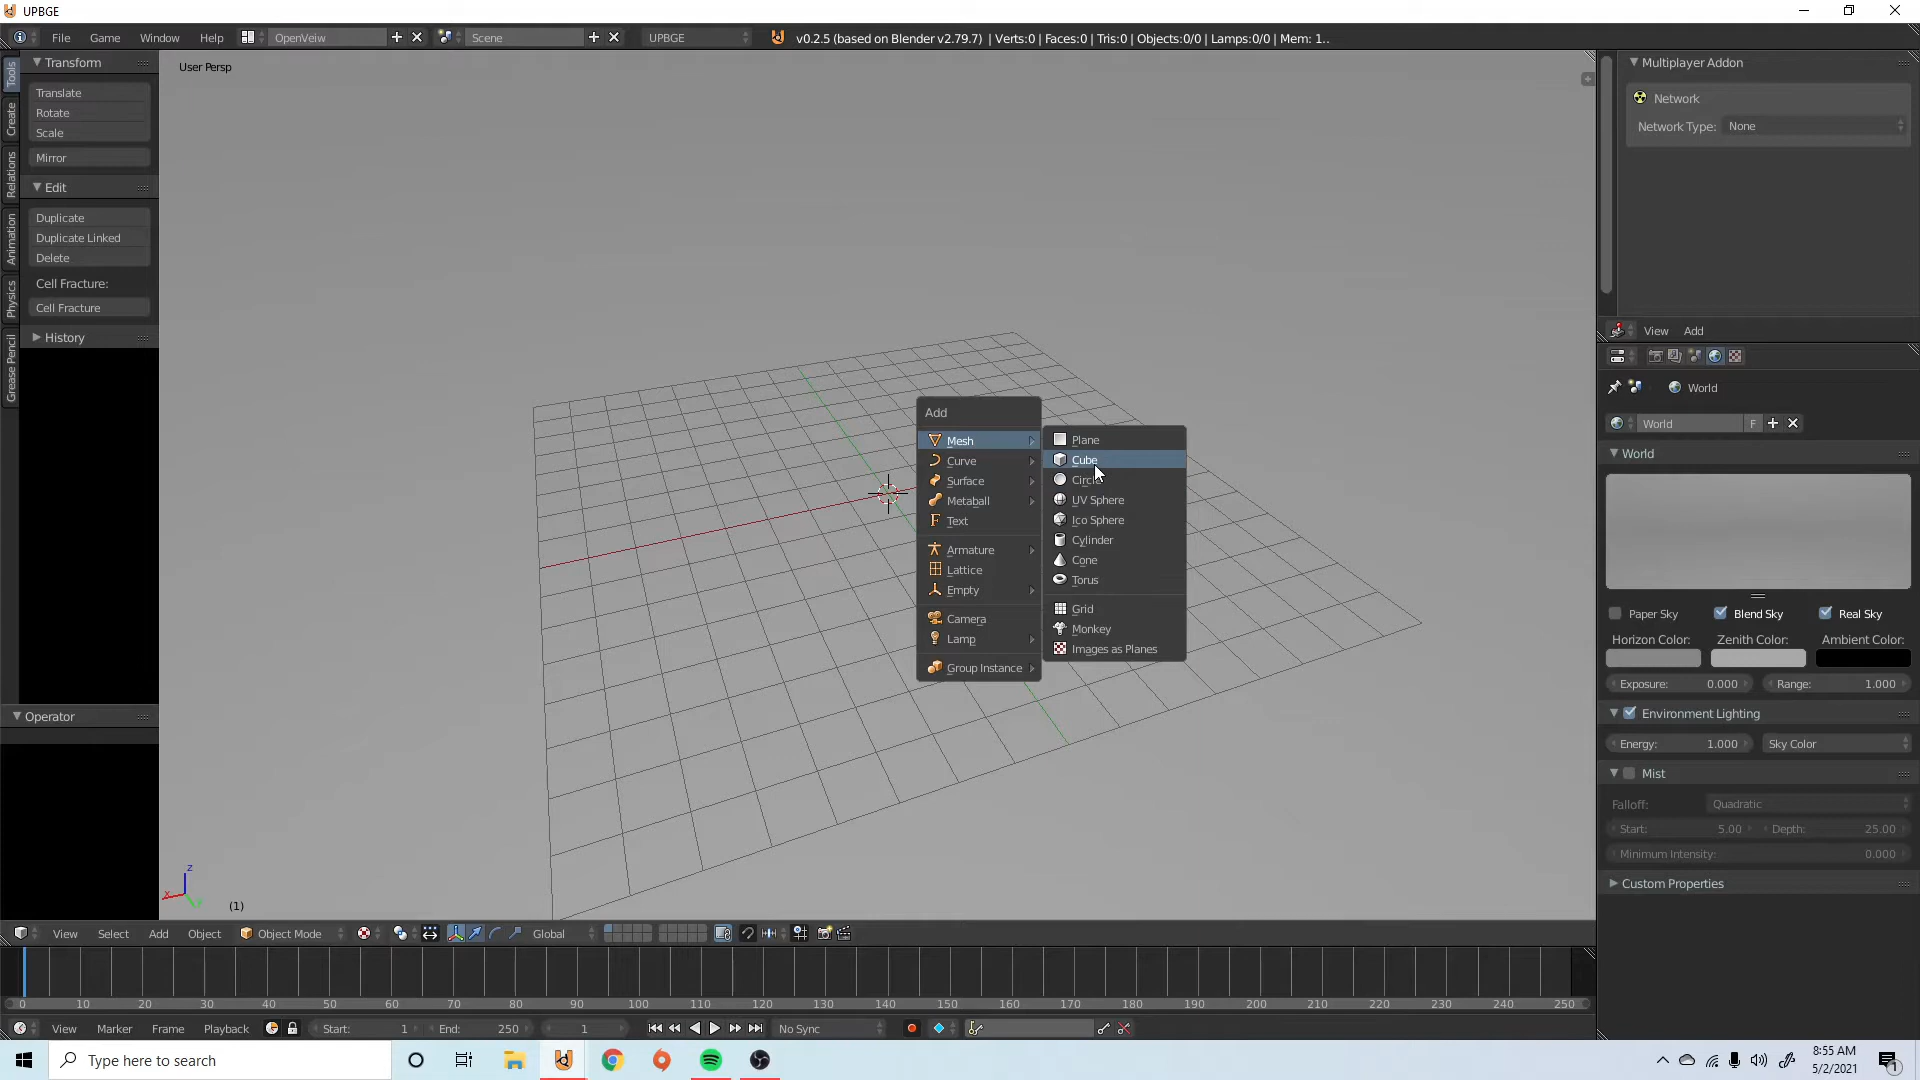 UPBGE
File Game Window Help OpenVeiw Scene UPBGE v0.2.5 (based on Blender v2.79.7) | Verts:0 | Faces:0 | Tris:0 | Objects:0/0 | Lamps:0/0 | Mem: 1..
Tools
Create
Relations
Animation
Physics
Grease Pencil
Transform
Translate
Rotate
Scale
Mirror
Edit
Duplicate
Duplicate Linked
Delete
Cell Fracture:
Cell Fracture
History
Operator
User Persp
Add
Mesh
Curve
Surface
Metaball
Text
Armature
Lattice
Empty
Camera
Lamp
Group Instance
Plane
Cube
Circle
UV Sphere
Ico Sphere
Cylinder
Cone
Torus
Grid
Monkey
Images as Planes
z
x
y
(1)
Multiplayer Addon
Network
Network Type: None
View Add
World
World F
World
Paper Sky Blend Sky Real Sky
Horizon Color: Zenith Color: Ambient Color:
Exposure: 0.000 Range: 1.000
Environment Lighting
Energy: 1.000 Sky Color
Mist
Falloff: Quadratic
Start: 5.00 Depth: 25.00
Minimum Intensity: 0.000
Custom Properties
View Select Add Object Object Mode Global
0 10 20 30 40 50 60 70 80 90 100 110 120 130 140 150 160 170 180 190 200 210 220 230 240 250
View Marker Frame Playback Start: 1 End: 250 1 No Sync
Type here to search
8:55 AM
5/2/2021
1